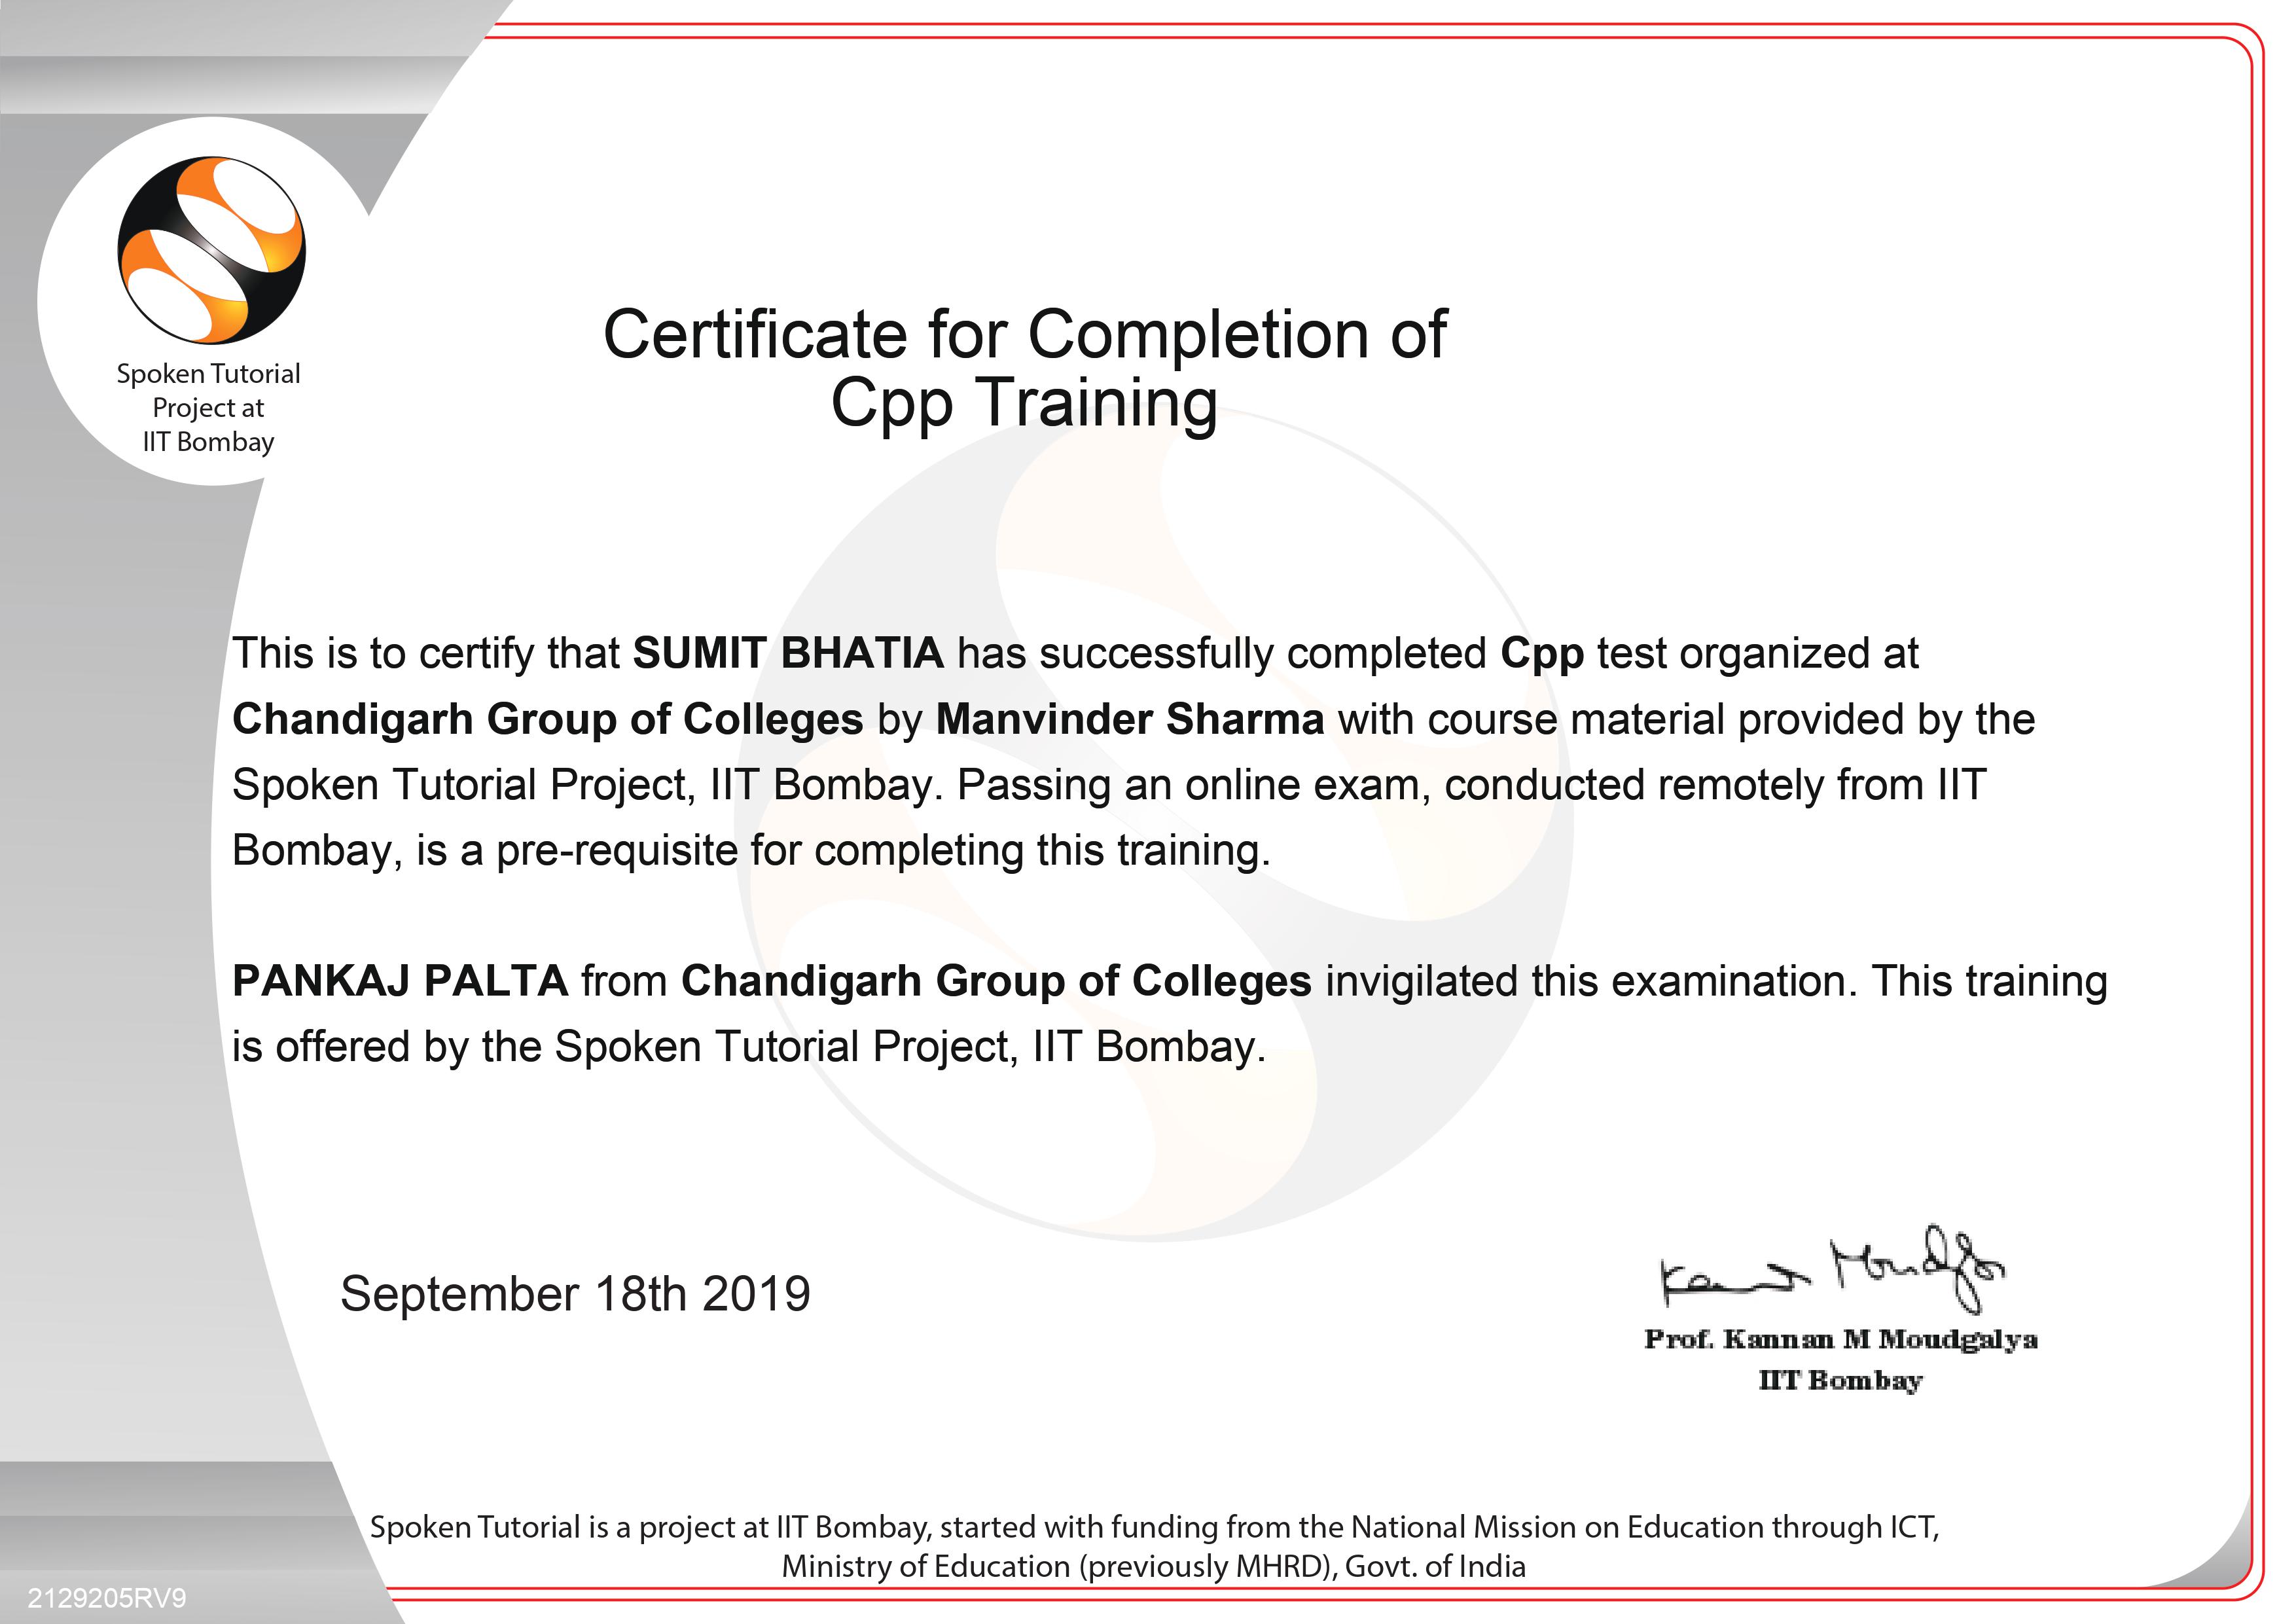 Spoken Tutorial
Project at
IIT Bombay
Certificate for Completion of
Cpp Training
This is to certify that SUMIT BHATIA has successfully completed Cpp test organized at
Chandigarh Group of Colleges by Manvinder Sharma with course material provided by the
Spoken Tutorial Project, IIT Bombay. Passing an online exam, conducted remotely from IIT
Bombay, is a pre-requisite for completing this training.
PANKAJ PALTA from Chandigarh Group of Colleges invigilated this examination. This training
is offered by the Spoken Tutorial Project, IIT Bombay.
September 18th 2019
Kannan Moudgalya
Prof. Kannan M Moudgalya
IIT Bombay
Spoken Tutorial is a project at IIT Bombay, started with funding from the National Mission on Education through ICT,
Ministry of Education (previously MHRD), Govt. of India
2129205RV9